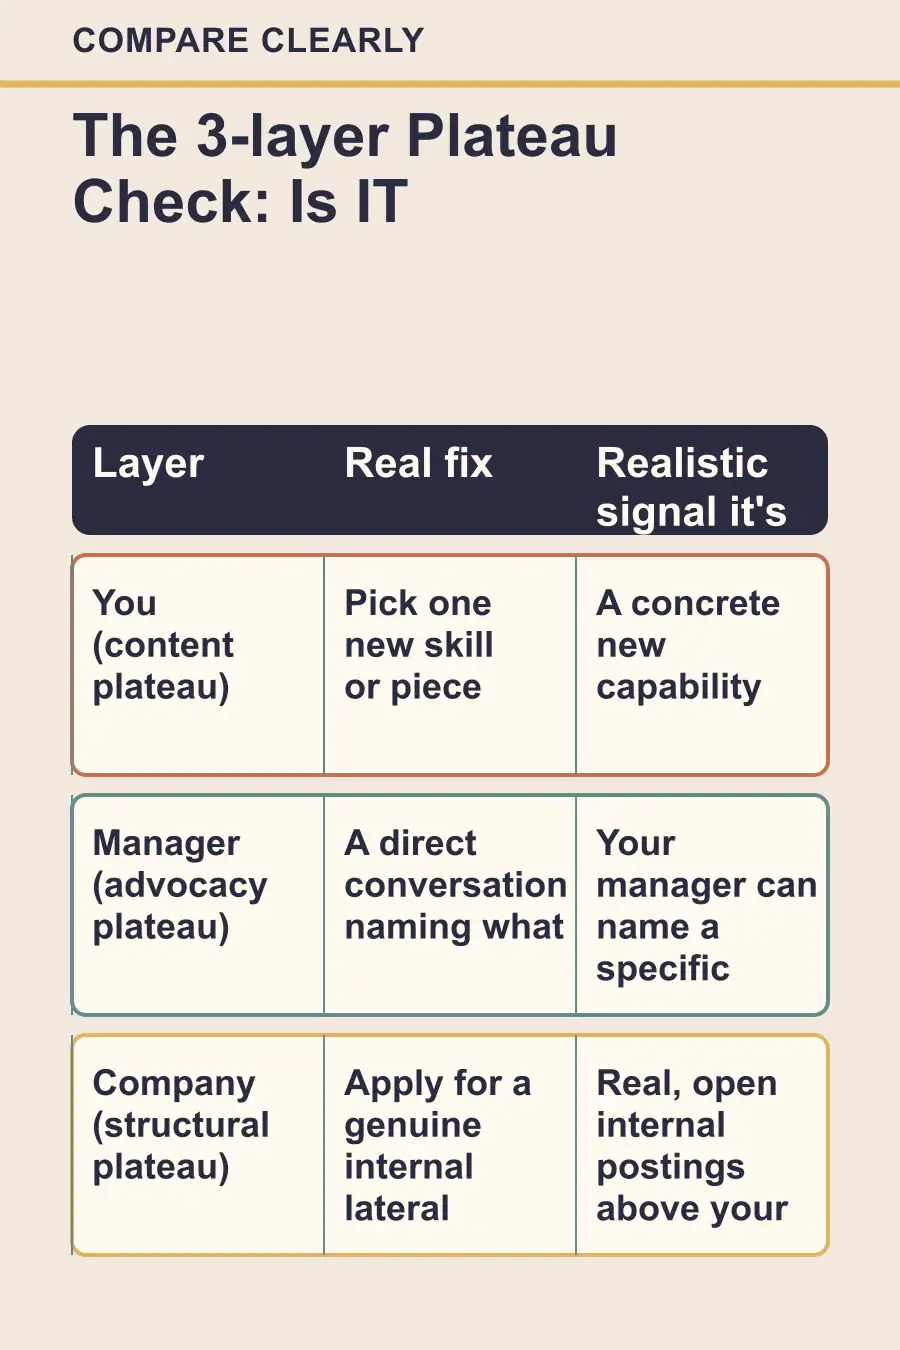 COMPARE CLEARLY
The 3-layer Plateau
Check: Is IT
Layer
Real fix
Realistic
signal it's
You
(content
plateau)
Pick one
new skill
or piece
A concrete
new
capability
Manager
(advocacy
plateau)
A direct
conversation
naming what
Your
manager can
name a
specific
Company
(structural
plateau)
Apply for a
genuine
internal
lateral
Real, open
internal
postings
above your